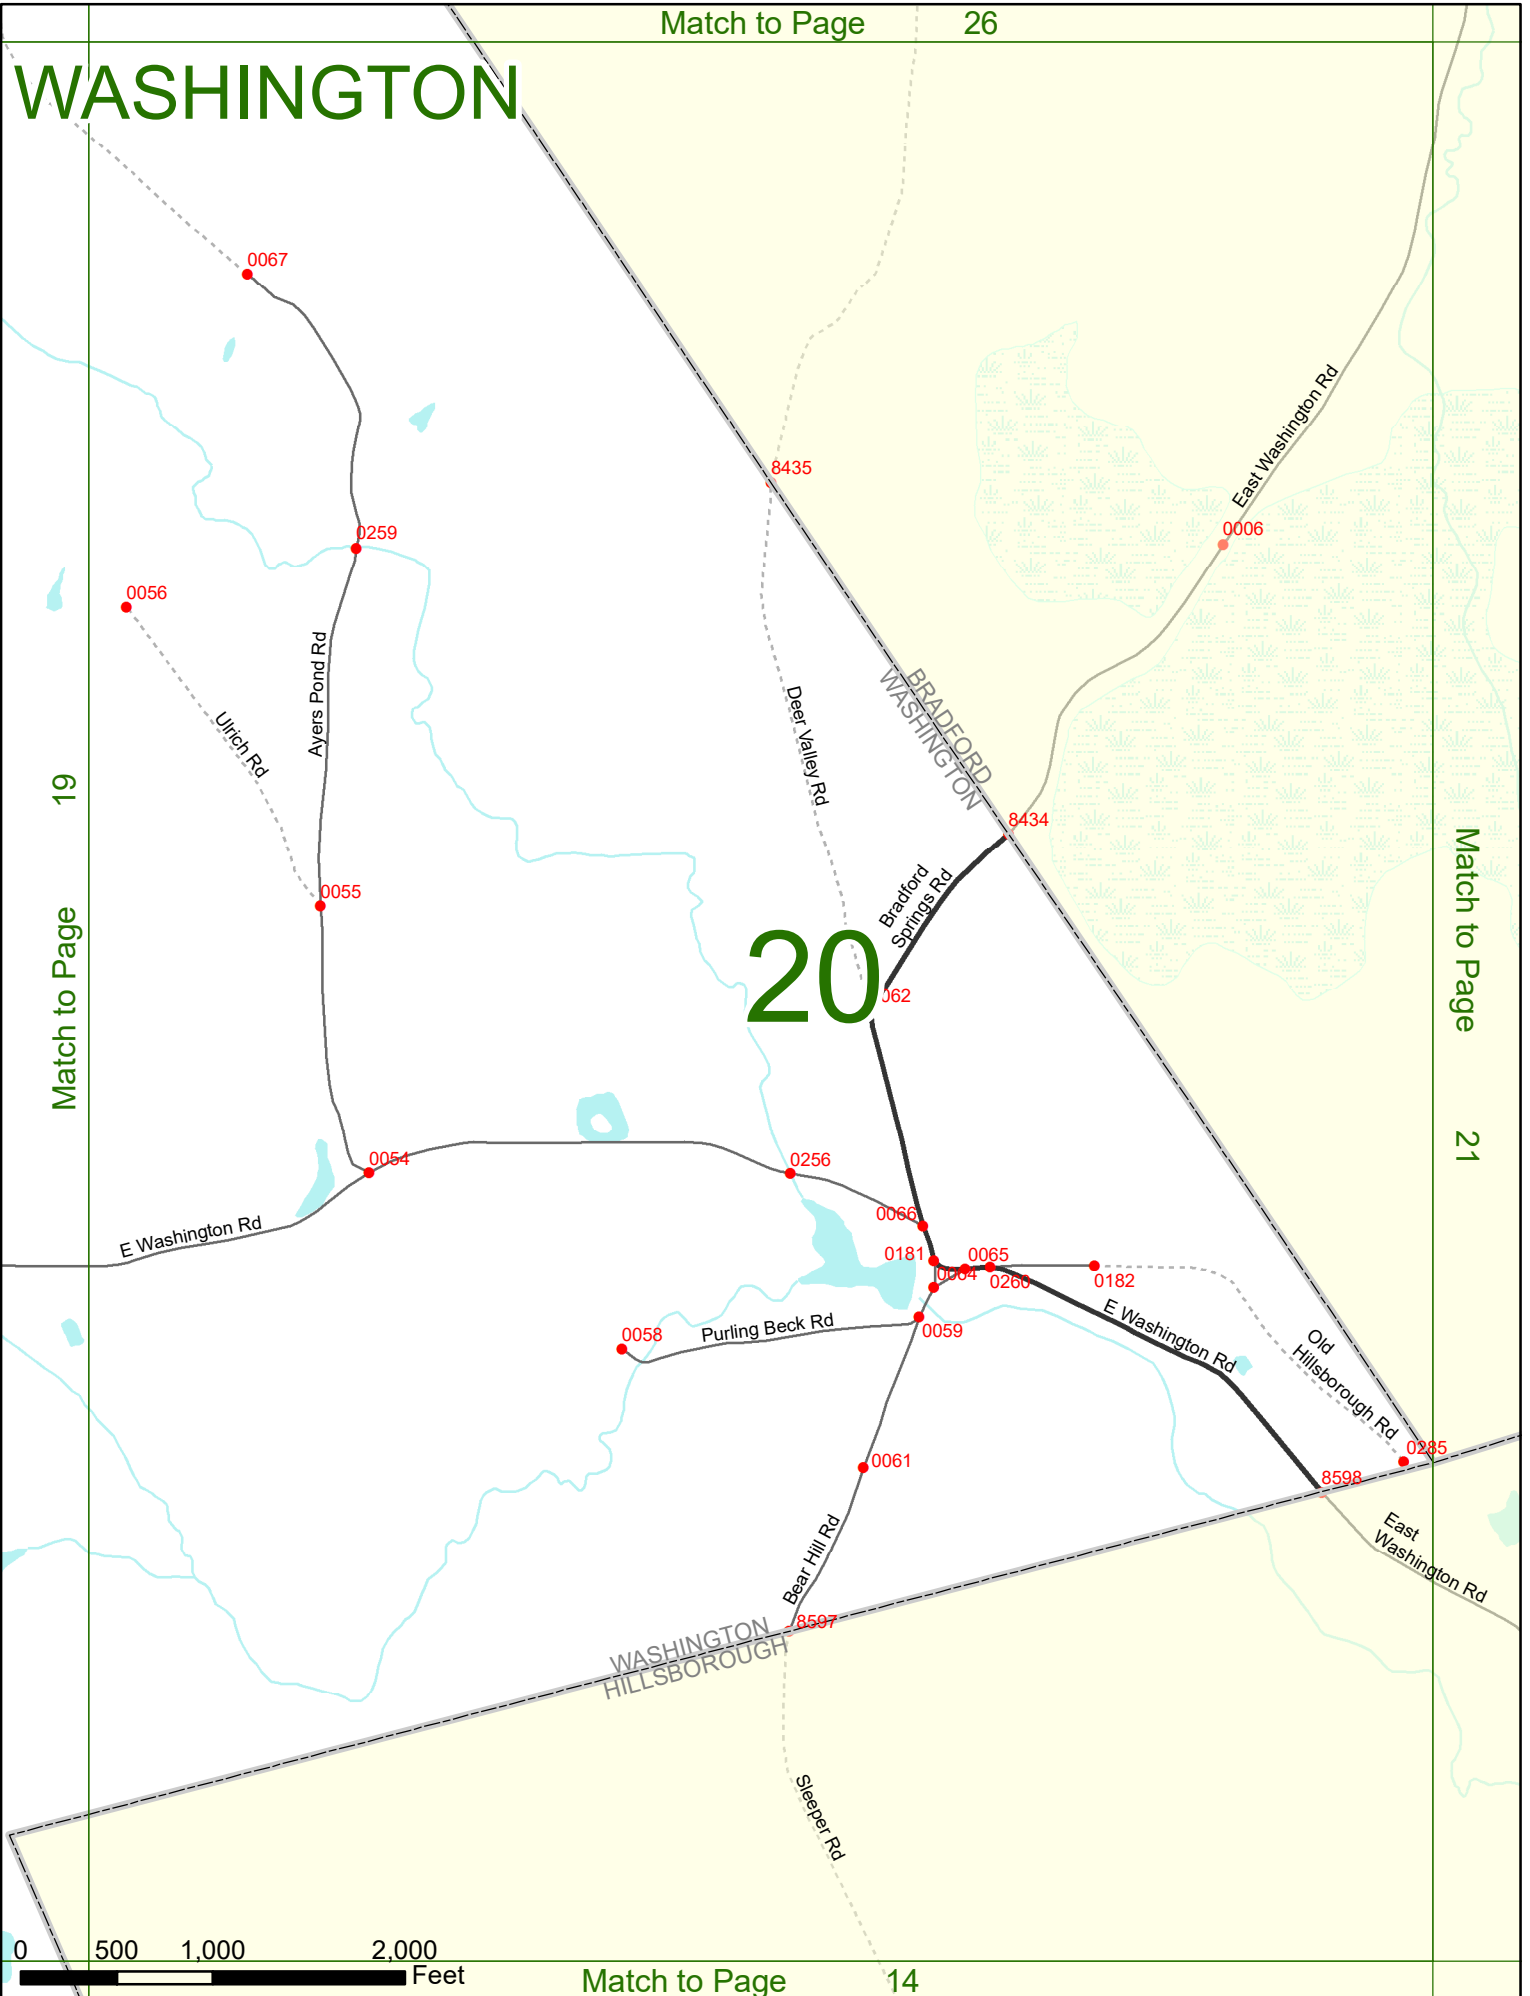 Match to Page 26
WASHINGTON
0067
8435
East Washington Rd
0006
0259
0056
Ayers Pond Rd
Ulrich Rd
Deer Valley Rd
BRADFORD
WASHINGTON
Match to Page 19
8434
Match to Page 21
0055
Bradford
Springs Rd
20
062
0054
0256
E Washington Rd
0066
0181
0065
0064
0260
0182
0058
Purling Beck Rd
0059
E Washington Rd
Old
Hillsborough Rd
0285
0061
8598
East
Washington Rd
Bear Hill Rd
8597
WASHINGTON
HILLSBOROUGH
Sleeper Rd
0 500 1,000 2,000
Feet
Match to Page 14